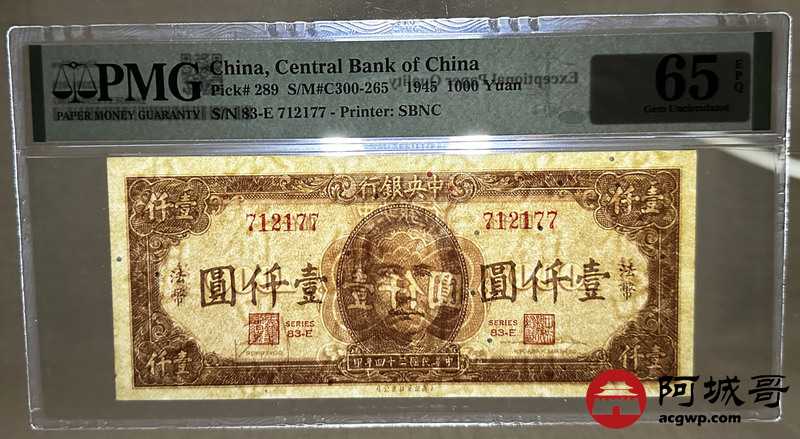 PMG
PAPER MONEY GUARANTY
China, Central Bank of China
Pick# 289 S/M#C300-265 - 1945 1000 Yuan
S/N 83-E 712177 - Printer: SBNC
65
EPQ
Gem Uncirculated
Exceptional Paper Quality
行銀央中
仟壹
仟壹
712177
712177
法幣
圓仟壹
圓仟壹
圓仟壹
法幣
SERIES
83-E
SERIES
83-E
仟壹
印年四十三國民華中
仟壹
阿城哥
acgwp.com